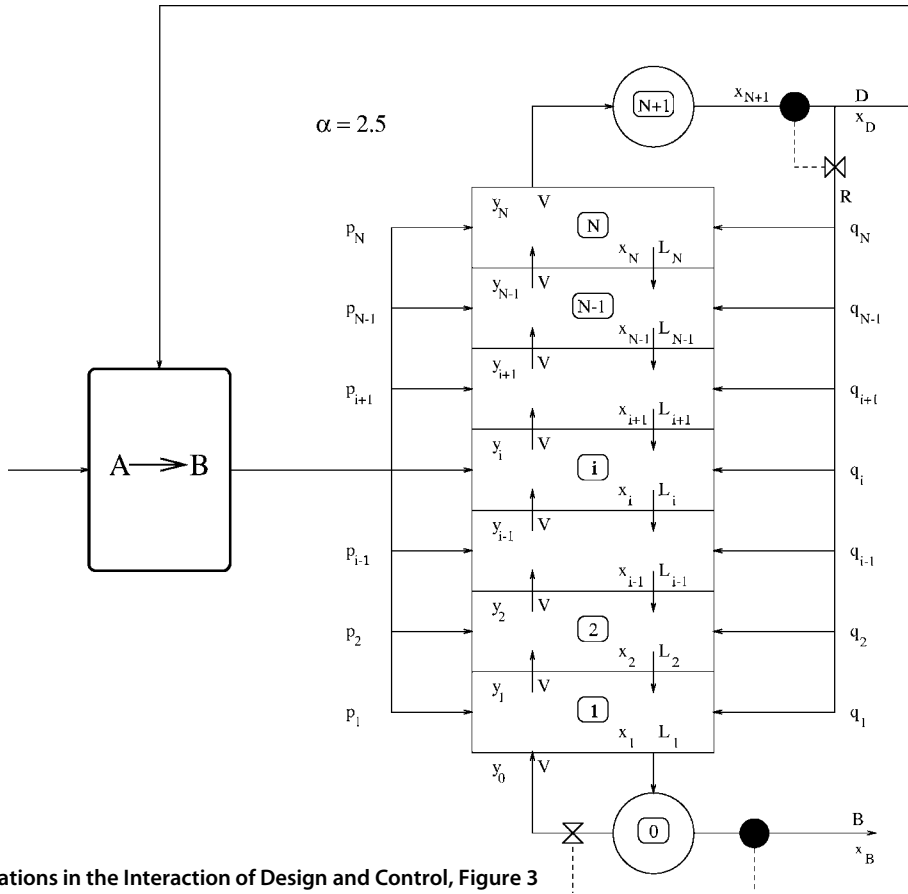 N+1
x_{N+1}
D
x_D
α = 2.5
R
y_N V
N
p_N
q_N
x_N L_N
y_{N-1} V
N-1
p_{N-1}
q_{N-1}
x_{N-1} L_{N-1}
y_{i+1} V
p_{i+1}
q_{i+1}
x_{i+1} L_{i+1}
A B
y_i V
i
p_i
q_i
x_i L_i
y_{i-1} V
p_{i-1}
q_{i-1}
x_{i-1} L_{i-1}
y_2 V
2
p_2
q_2
x_2 L_2
y_1 V
1
p_1
q_1
x_1 L_1
y_0 V
0
B
x_B
ations in the Interaction of Design and Control, Figure 3